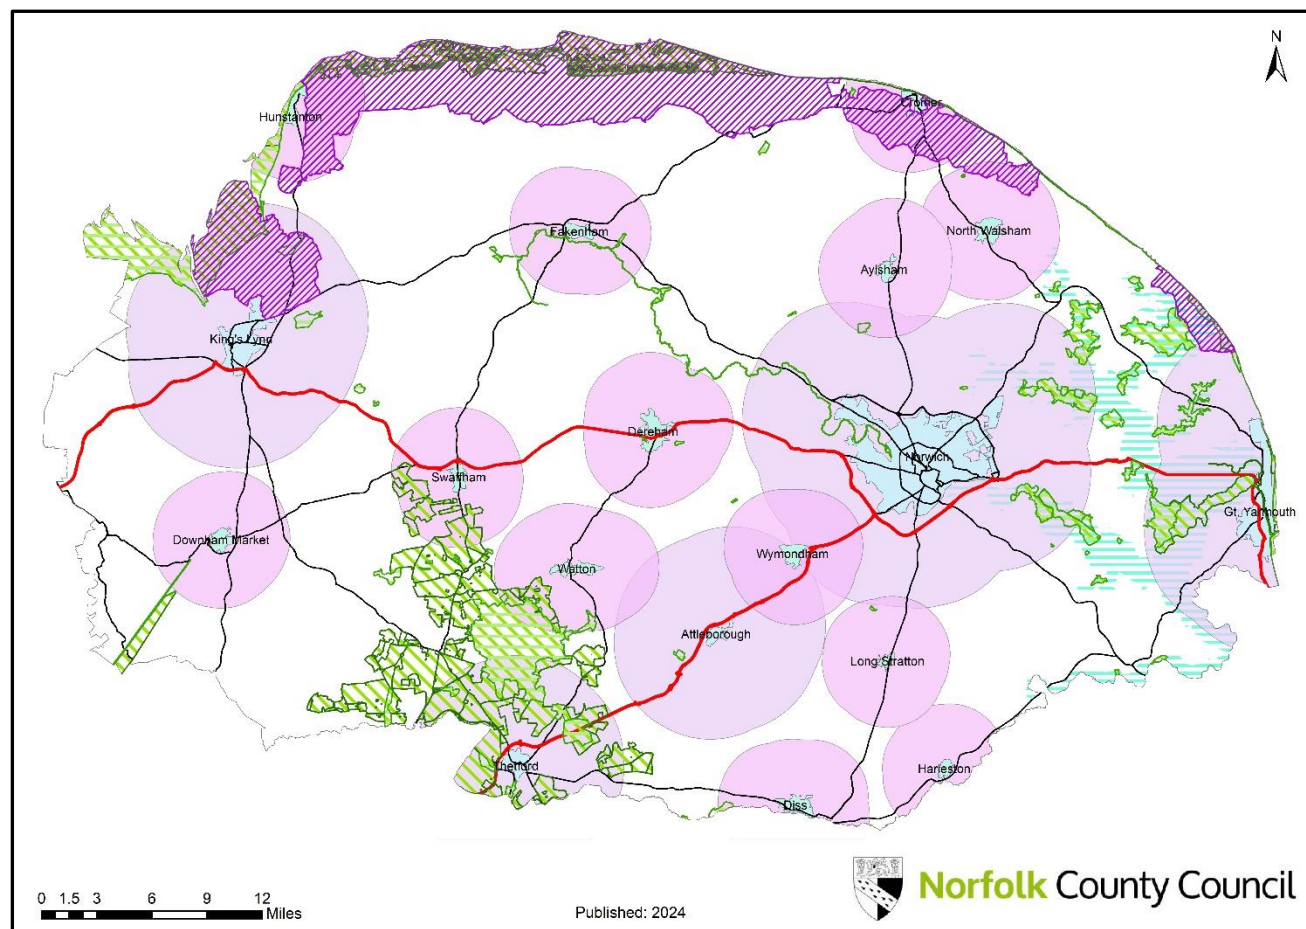 N
Cromer
Hunstanton
Fakenham
North Walsham
Aylsham
King's Lynn
Dereham
Norwich
Swaffham
Gt. Yarmouth
Downham Market
Wymondham
Watton
Attleborough
Long Stratton
Thetford
Harleston
Diss
0 1.5 3 6 9 12
Miles
Published: 2024
Norfolk County Council